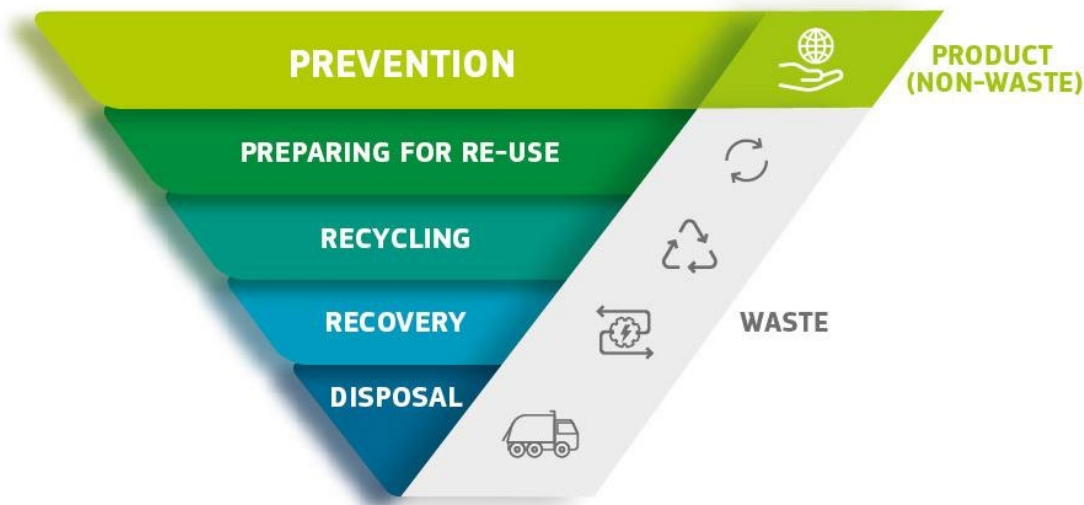 PREVENTION
PRODUCT
(NON-WASTE)
PREPARING FOR RE-USE
RECYCLING
RECOVERY
WASTE
DISPOSAL